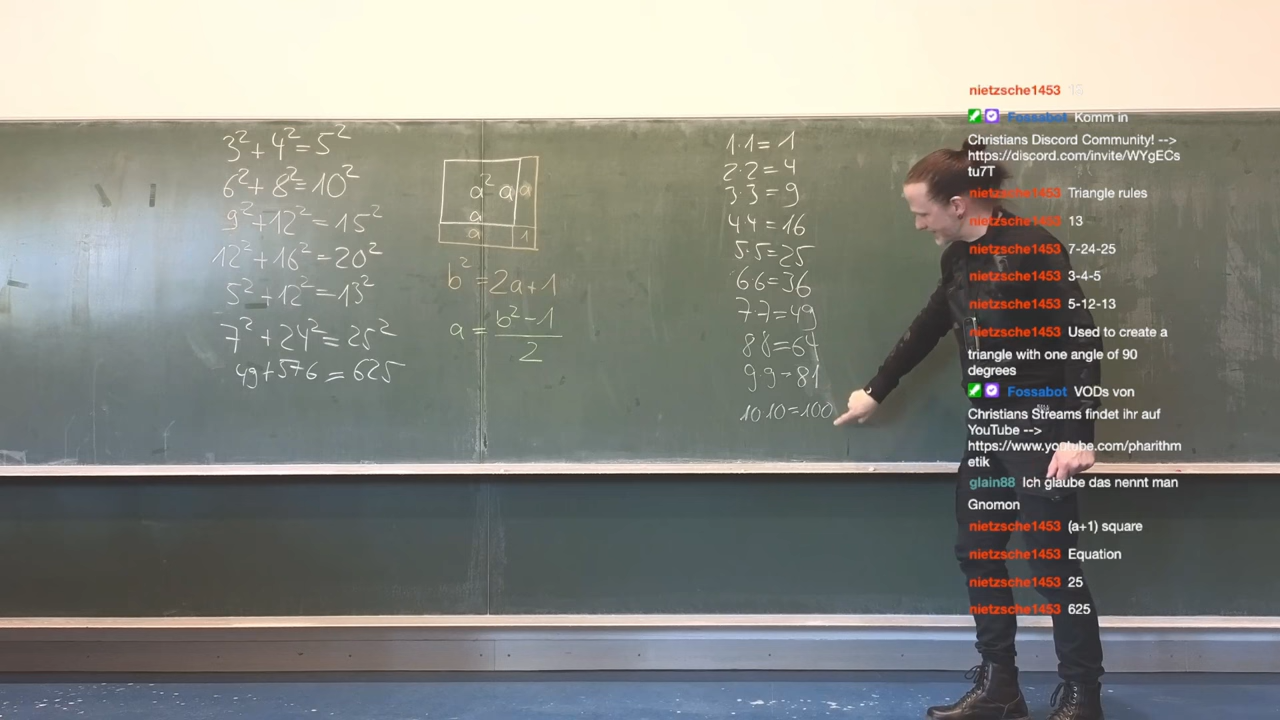 3²+4²=5²
6²+8²=10²
9²+12²=15²
12²+16²=20²
5²+12²=13²
7²+24²=25²
49+576=625
a² a a
a
a 1
b²=2a+1
a=(b²-1)/2
1·1=1
2·2=4
3·3=9
4·4=16
5·5=25
6·6=36
7·7=49
8·8=64
9·9=81
10·10=100
nietzsche1453
Fossabot Komm in
Christians Discord Community! -->
https://discord.com/invite/WYgECs
tu7T
nietzsche1453 Triangle rules
nietzsche1453 13
nietzsche1453 7-24-25
nietzsche1453 3-4-5
nietzsche1453 5-12-13
nietzsche1453 Used to create a
triangle with one angle of 90
degrees
Fossabot VODs von
Christians Streams findet ihr auf
YouTube -->
https://www.youtube.com/pharithm
etik
glain88 Ich glaube das nennt man
Gnomon
nietzsche1453 (a+1) square
nietzsche1453 Equation
nietzsche1453 25
nietzsche1453 625